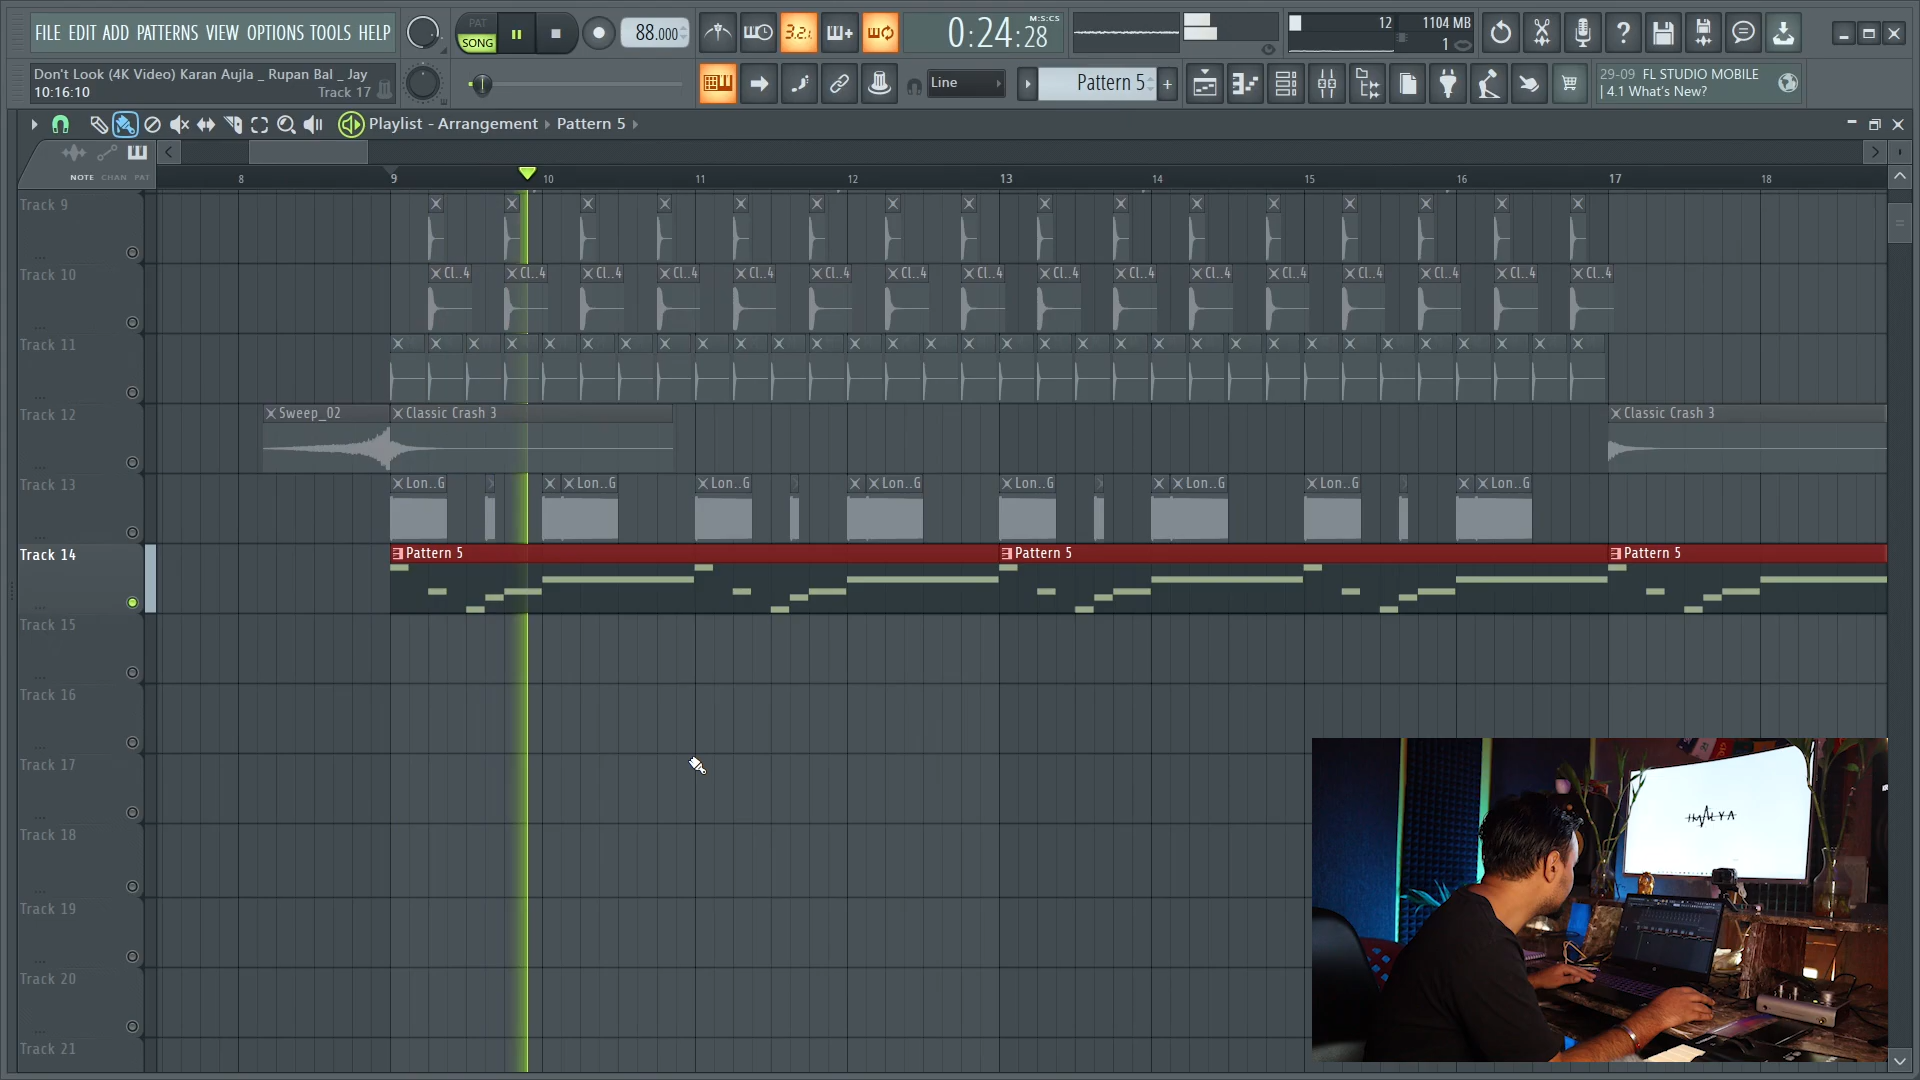 FILE EDIT ADD PATTERNS VIEW OPTIONS TOOLS HELP
PAT
SONG
88.000
3.2.
0:24:28
M:S:CS
12
1104 MB
1
Don't Look (4K Video) Karan Aujla _ Rupan Bal _ Jay
10:16:10
Track 17
Line
Pattern 5
+
29-09 FL STUDIO MOBILE
| 4.1 What's New?
Playlist - Arrangement
Pattern 5
NOTE CHAN PAT
8 9 10 11 12 13 14 15 16 17 18
Track 9
Track 10
Cl..4 Cl..4 Cl..4 Cl..4 Cl..4 Cl..4 Cl..4 Cl..4 Cl..4 Cl..4 Cl..4 Cl..4 Cl..4 Cl..4 Cl..4 Cl..4
Track 11
Track 12
Sweep_02
Classic Crash 3
Classic Crash 3
Track 13
Lon..G Lon..G Lon..G Lon..G Lon..G Lon..G Lon..G Lon..G
Track 14
Pattern 5
Pattern 5
Pattern 5
Track 15
Track 16
Track 17
Track 18
Track 19
Track 20
Track 21